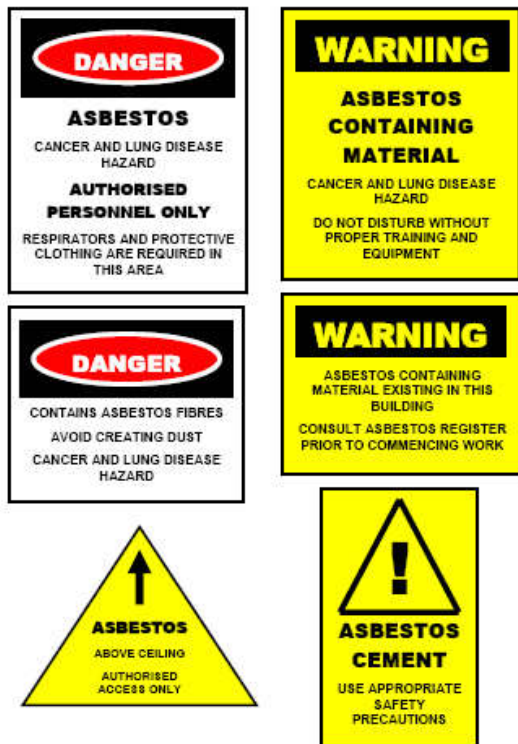 DANGER
ASBESTOS
CANCER AND LUNG DISEASE
HAZARD
AUTHORISED
PERSONNEL ONLY
RESPIRATORS AND PROTECTIVE
CLOTHING ARE REQUIRED IN
THIS AREA
WARNING
ASBESTOS
CONTAINING
MATERIAL
CANCER AND LUNG DISEASE
HAZARD
DO NOT DISTURB WITHOUT
PROPER TRAINING AND
EQUIPMENT
DANGER
CONTAINS ASBESTOS FIBRES
AVOID CREATING DUST
CANCER AND LUNG DISEASE
HAZARD
WARNING
ASBESTOS CONTAINING
MATERIAL EXISTING IN THIS
BUILDING
CONSULT ASBESTOS REGISTER
PRIOR TO COMMENCING WORK
ASBESTOS
ABOVE CEILING
AUTHORISED
ACCESS ONLY
!
ASBESTOS
CEMENT
USE APPROPRIATE
SAFETY
PRECAUTIONS